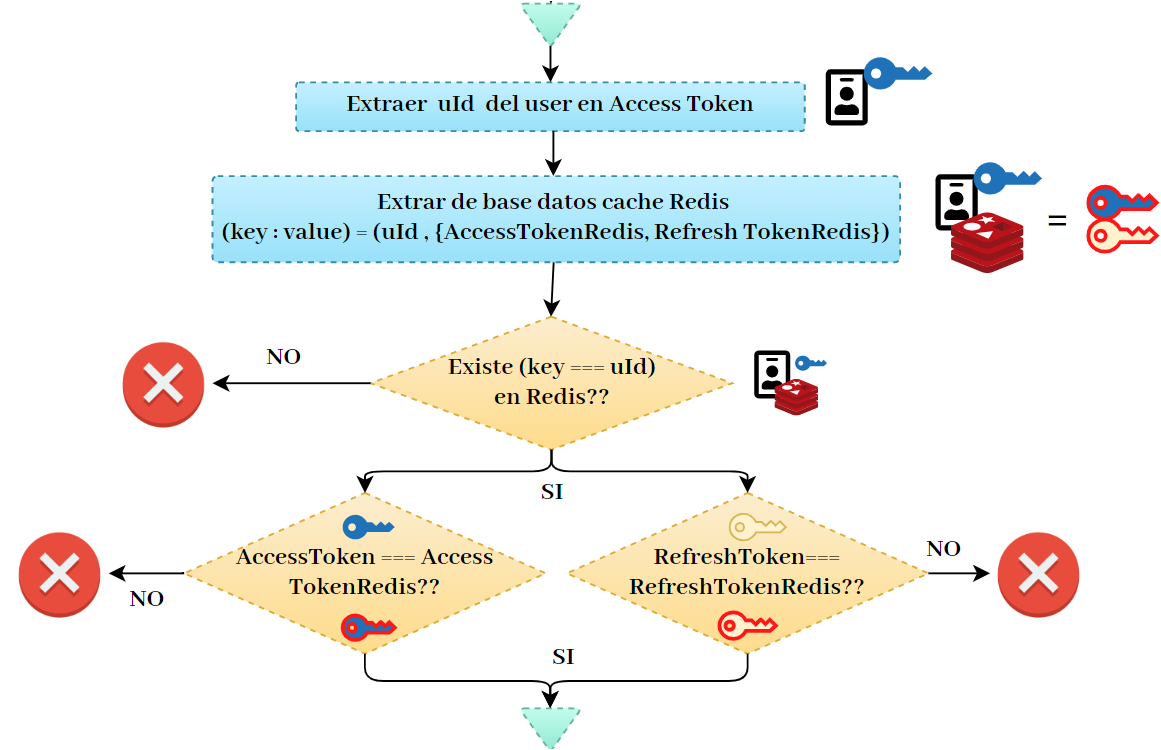 Extraer uId del user en Access Token
Extrar de base datos cache Redis
(key : value) = (uId , {AccessTokenRedis, Refresh TokenRedis})
=
NO
Existe (key === uId)
en Redis??
SI
AccessToken === Access
TokenRedis??
NO
RefreshToken===
RefreshTokenRedis??
NO
SI